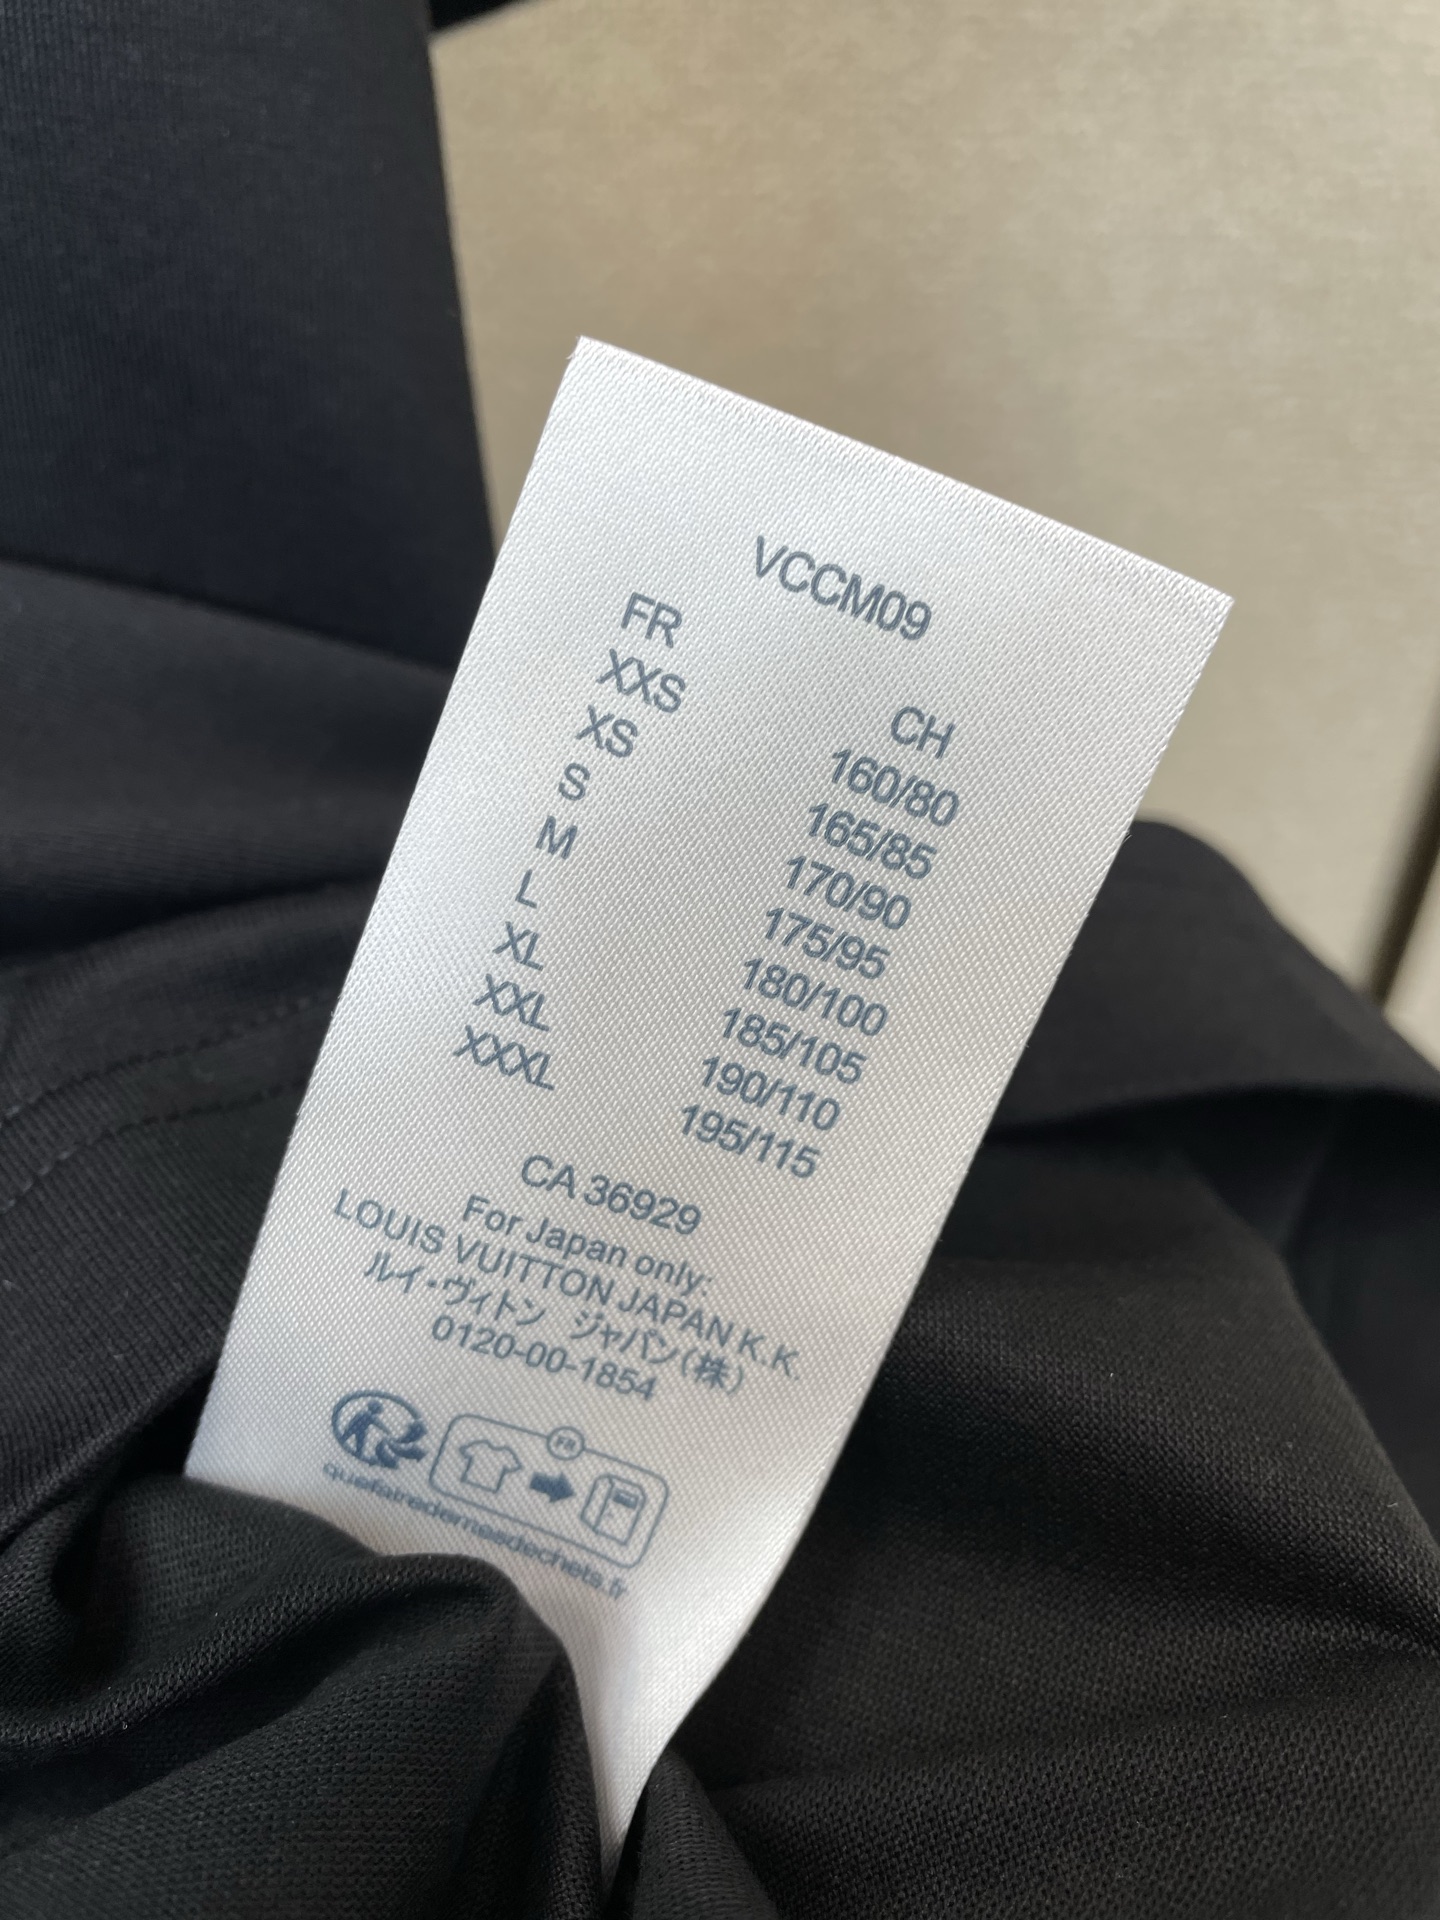 VCCM09
FR CH
XXS 160/80
XS 165/85
S 170/90
M 175/95
L 180/100
XL 185/105
XXL 190/110
XXXL 195/115
CA 36929
For Japan only:
LOUIS VUITTON JAPAN K.K.
ルイ・ヴィトン ジャパン(株)
0120-00-1854
FR
quefairedemesdechets.fr